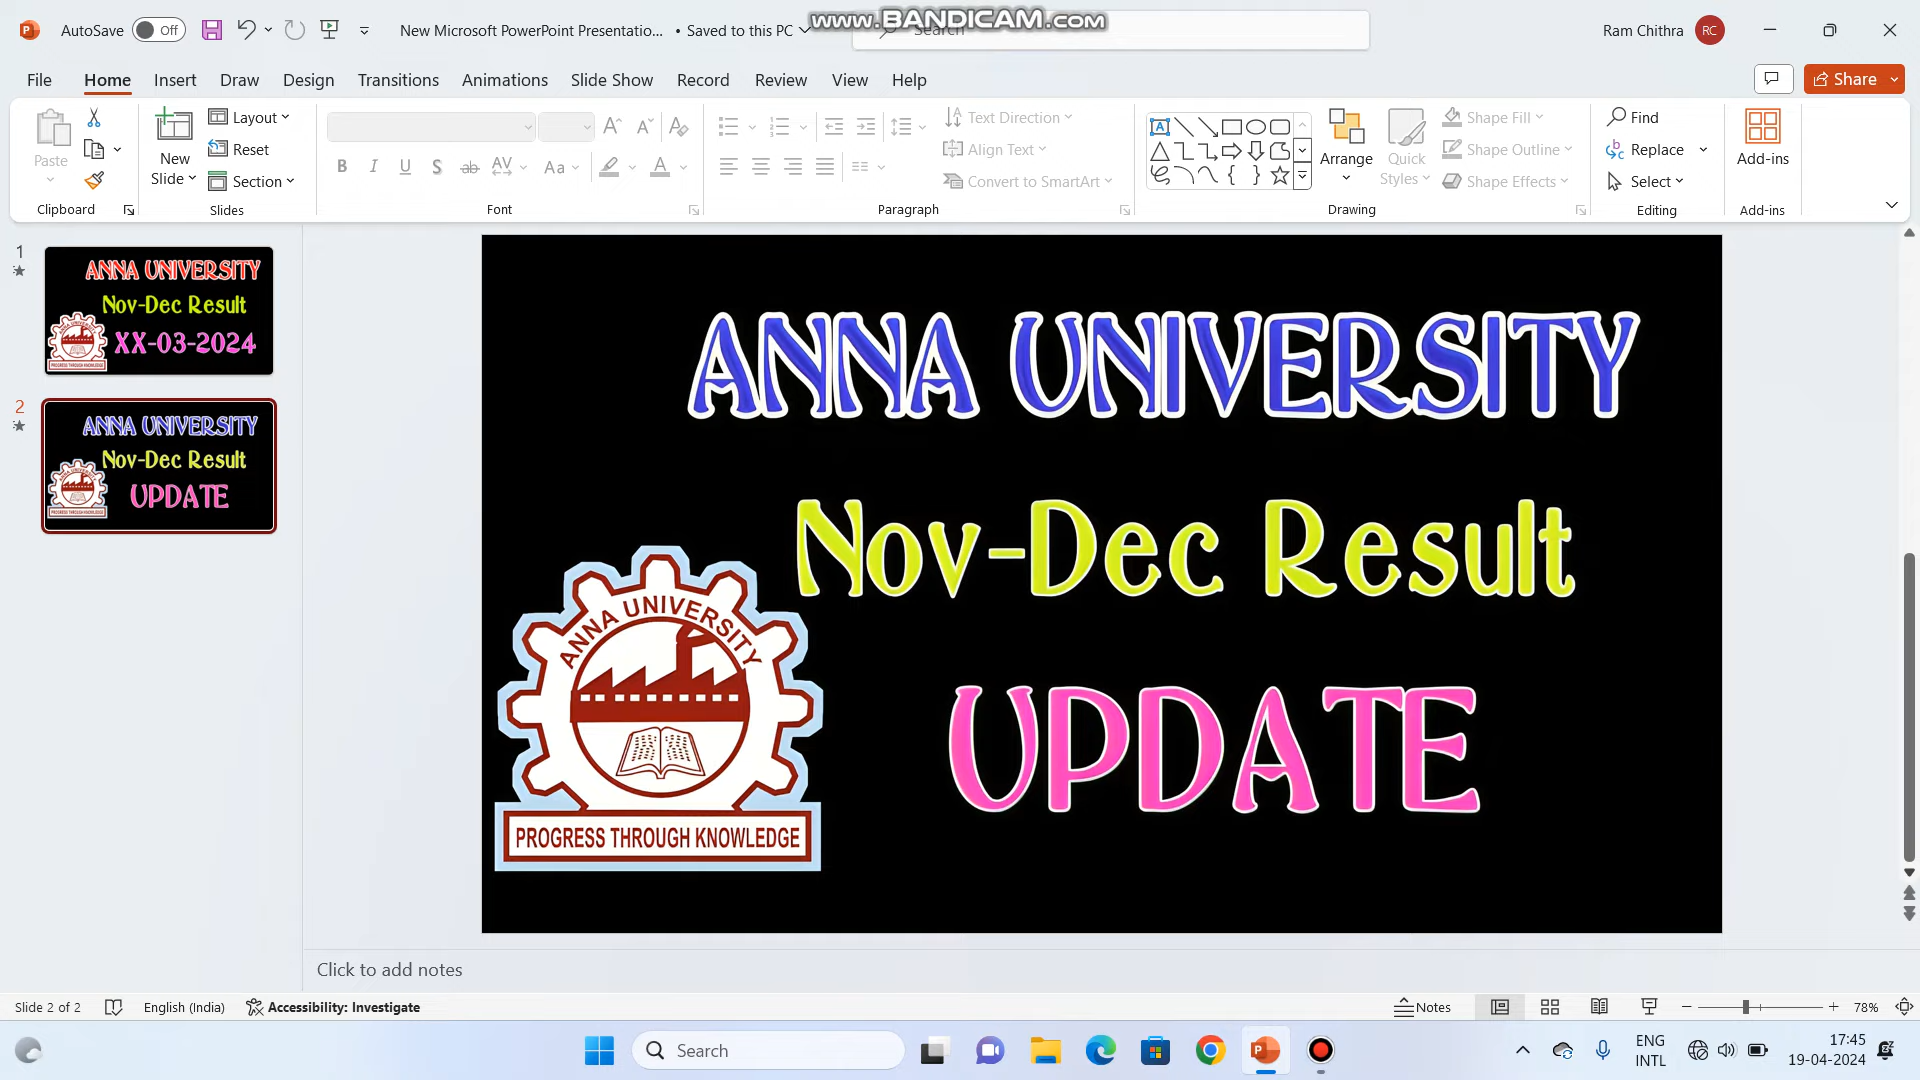 AutoSave Off New Microsoft PowerPoint Presentatio... • Saved to this PC Search www.BANDICAM.com Ram Chithra RC
File Home Insert Draw Design Transitions Animations Slide Show Record Review View Help Share
Paste New Slide Layout Reset Section
Text Direction Align Text Convert to SmartArt
Arrange Quick Styles Shape Fill Shape Outline Shape Effects
Find Replace Select Add-ins
Clipboard Slides Font Paragraph Drawing Editing Add-ins
1
ANNA UNIVERSITY
Nov-Dec Result
XX-03-2024
2
ANNA UNIVERSITY
Nov-Dec Result
UPDATE
ANNA UNIVERSITY
Nov-Dec Result
UPDATE
ANNA UNIVERSITY
PROGRESS THROUGH KNOWLEDGE
Click to add notes
Slide 2 of 2 English (India) Accessibility: Investigate Notes 78%
Search ENG INTL 17:45 19-04-2024